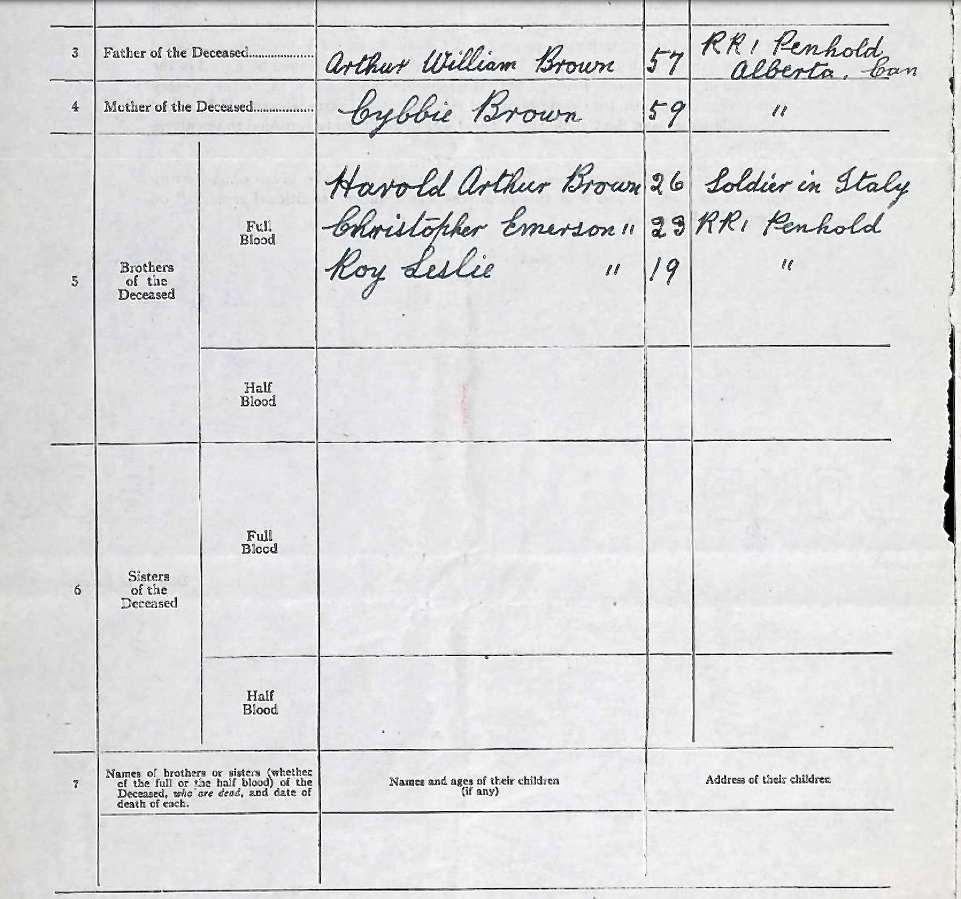 3 Father of the Deceased................ Arthur William Brown 57 RR1 Penhold
Alberta. Can
4 Mother of the Deceased............... Cybbie Brown 59 "
5 Brothers of the Deceased
Full Blood
Harold Arthur Brown 26 Soldier in Italy
Christopher Emerson " 23 RR1 Penhold
Roy Leslie " 19 "
Half
Blood
6 Sisters of the Deceased
Full
Blood
Half
Blood
7 Names of brothers or sisters (whether
of the full or the half blood) of the
Deceased, who are dead, and date of
death of each.
Names and ages of their children
(if any)
Address of their children